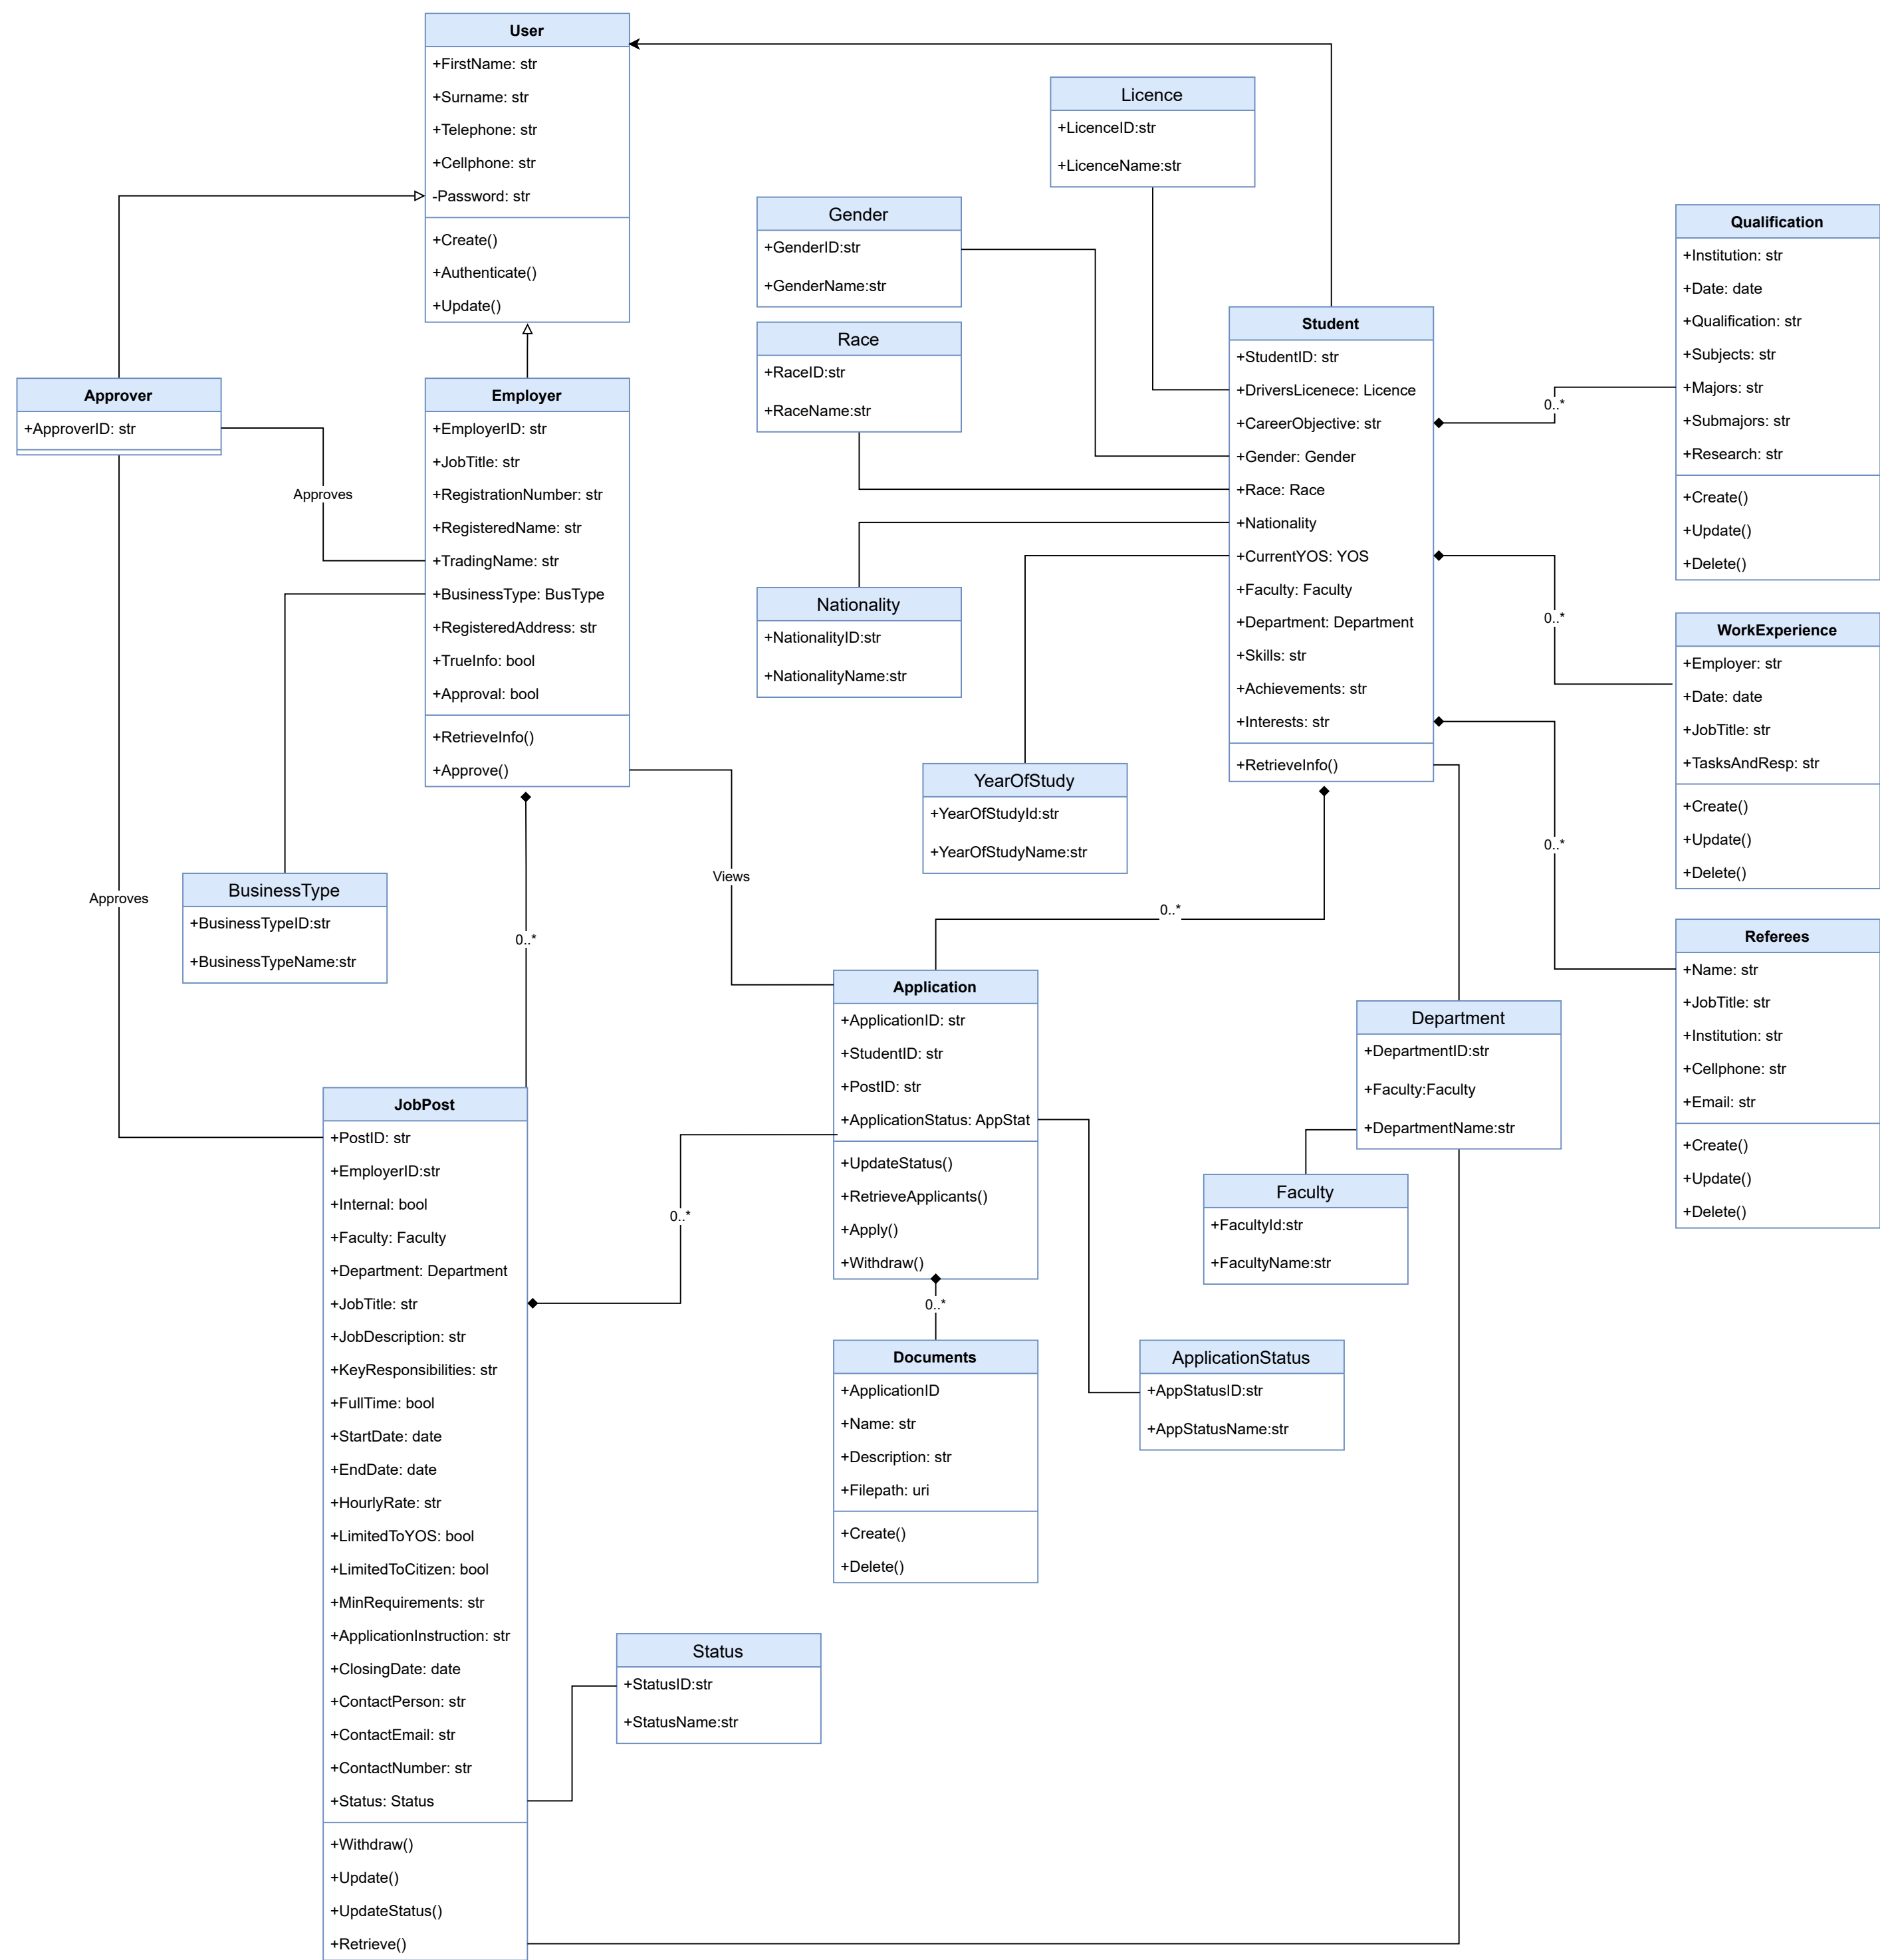 User
+FirstName: str
+Surname: str
+Telephone: str
+Cellphone: str
-Password: str
+Create()
+Authenticate()
+Update()
Licence
+LicenceID:str
+LicenceName:str
Gender
+GenderID:str
+GenderName:str
Race
+RaceID:str
+RaceName:str
Nationality
+NationalityID:str
+NationalityName:str
Student
+StudentID: str
+DriversLicenece: Licence
+CareerObjective: str
+Gender: Gender
+Race: Race
+Nationality
+CurrentYOS: YOS
+Faculty: Faculty
+Department: Department
+Skills: str
+Achievements: str
+Interests: str
+RetrieveInfo()
Qualification
+Institution: str
+Date: date
+Qualification: str
+Subjects: str
+Majors: str
+Submajors: str
+Research: str
+Create()
+Update()
+Delete()
0..*
0..*
0..*
WorkExperience
+Employer: str
+Date: date
+JobTitle: str
+TasksAndResp: str
+Create()
+Update()
+Delete()
Referees
+Name: str
+JobTitle: str
+Institution: str
+Cellphone: str
+Email: str
+Create()
+Update()
+Delete()
Approver
+ApproverID: str
Approves
Approves
Employer
+EmployerID: str
+JobTitle: str
+RegistrationNumber: str
+RegisteredName: str
+TradingName: str
+BusinessType: BusType
+RegisteredAddress: str
+TrueInfo: bool
+Approval: bool
+RetrieveInfo()
+Approve()
BusinessType
+BusinessTypeID:str
+BusinessTypeName:str
0..*
Views
YearOfStudy
+YearOfStudyId:str
+YearOfStudyName:str
0..*
Application
+ApplicationID: str
+StudentID: str
+PostID: str
+ApplicationStatus: AppStat
+UpdateStatus()
+RetrieveApplicants()
+Apply()
+Withdraw()
0..*
0..*
Department
+DepartmentID:str
+Faculty:Faculty
+DepartmentName:str
Faculty
+FacultyId:str
+FacultyName:str
Documents
+ApplicationID
+Name: str
+Description: str
+Filepath: uri
+Create()
+Delete()
ApplicationStatus
+AppStatusID:str
+AppStatusName:str
JobPost
+PostID: str
+EmployerID:str
+Internal: bool
+Faculty: Faculty
+Department: Department
+JobTitle: str
+JobDescription: str
+KeyResponsibilities: str
+FullTime: bool
+StartDate: date
+EndDate: date
+HourlyRate: str
+LimitedToYOS: bool
+LimitedToCitizen: bool
+MinRequirements: str
+ApplicationInstruction: str
+ClosingDate: date
+ContactPerson: str
+ContactEmail: str
+ContactNumber: str
+Status: Status
+Withdraw()
+Update()
+UpdateStatus()
+Retrieve()
Status
+StatusID:str
+StatusName:str